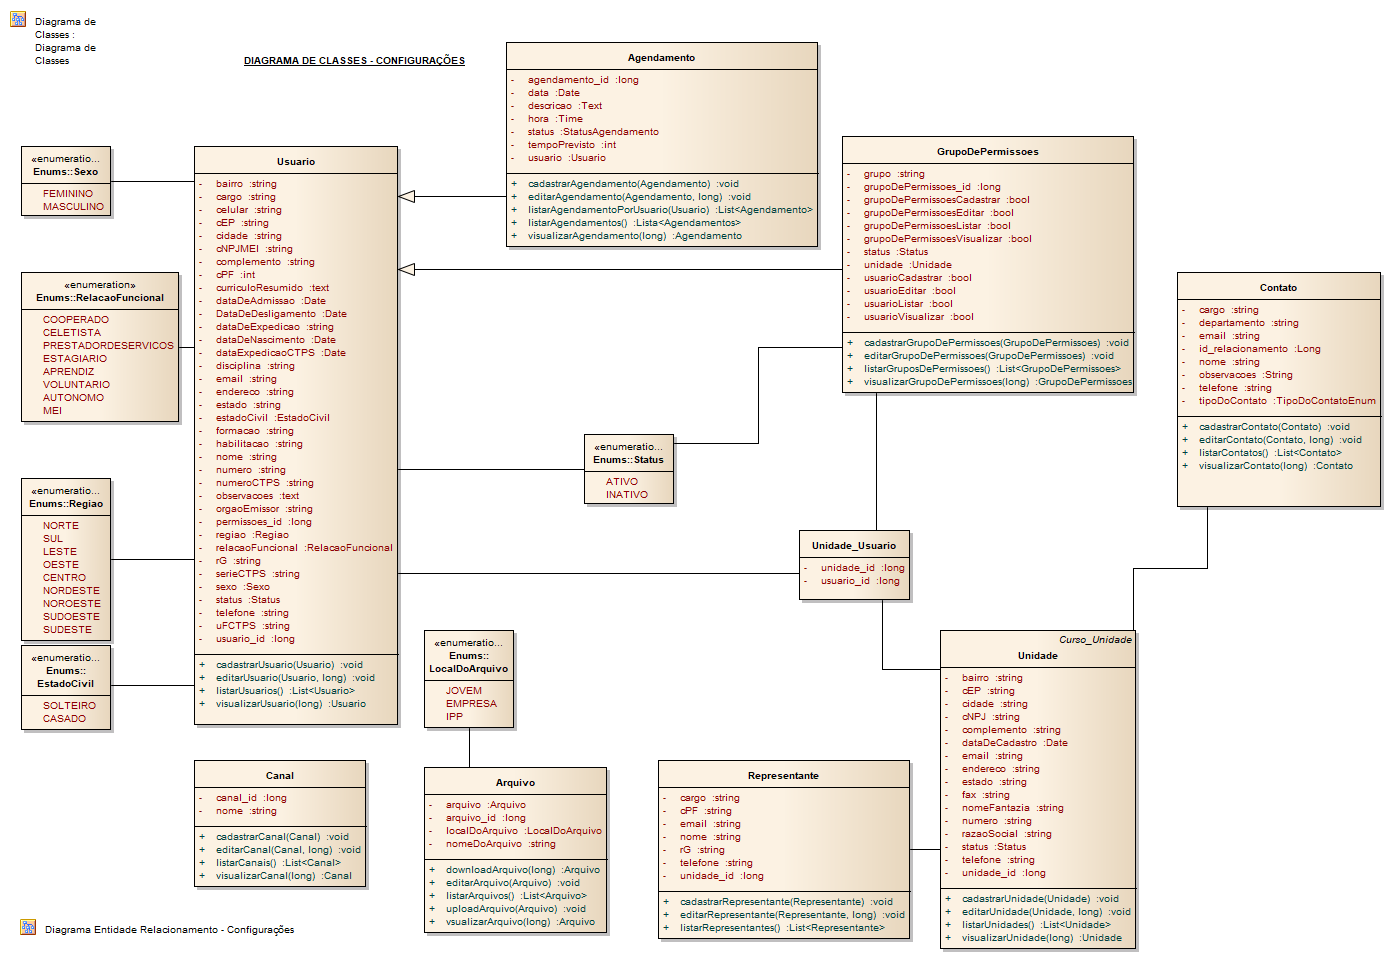 Diagrama de
Classes :
Diagrama de
Classes
DIAGRAMA DE CLASSES - CONFIGURAÇÕES
Agendamento
- agendamento_id :long
- data :Date
- descricao :Text
- hora :Time
- status :StatusAgendamento
- tempoPrevisto :int
- usuario :Usuario
+ cadastrarAgendamento(Agendamento) :void
+ editarAgendamento(Agendamento, long) :void
+ listarAgendamentoPorUsuario(Usuario) :List<Agendamento>
+ listarAgendamentos() :Lista<Agendamentos>
+ visualizarAgendamento(long) :Agendamento
«enumeratio...
Enums::Sexo
FEMININO
MASCULINO
Usuario
- bairro :string
- cargo :string
- celular :string
- cEP :string
- cidade :string
- cNPJMEI :string
- complemento :string
- cPF :int
- curriculoResumido :text
- dataDeAdmissao :Date
- DataDeDesligamento :Date
- dataDeExpedicao :string
- dataDeNascimento :Date
- dataExpedicaoCTPS :Date
- disciplina :string
- email :string
- endereco :string
- estado :string
- estadoCivil :EstadoCivil
- formacao :string
- habilitacao :string
- nome :string
- numero :string
- numeroCTPS :string
- observacoes :text
- orgaoEmissor :string
- permissoes_id :long
- regiao :Regiao
- relacaoFuncional :RelacaoFuncional
- rG :string
- serieCTPS :string
- sexo :Sexo
- status :Status
- telefone :string
- uFCTPS :string
- usuario_id :long
+ cadastrarUsuario(Usuario) :void
+ editarUsuario(Usuario, long) :void
+ listarUsuarios() :List<Usuario>
+ visualizarUsuario(long) :Usuario
GrupoDePermissoes
- grupo :string
- grupoDePermissoes_id :long
- grupoDePermissoesCadastrar :bool
- grupoDePermissoesEditar :bool
- grupoDePermissoesListar :bool
- grupoDePermissoesVisualizar :bool
- status :Status
- unidade :Unidade
- usuarioCadastrar :bool
- usuarioEditar :bool
- usuarioListar :bool
- usuarioVisualizar :bool
+ cadastrarGrupoDePermissoes(GrupoDePermissoes) :void
+ editarGrupoDePermissoes(GrupoDePermissoes) :void
+ listarGruposDePermissoes() :List<GrupoDePermissoes>
+ visualizarGrupoDePermissoes(long) :GrupoDePermissoes
«enumeration»
Enums::RelacaoFuncional
COOPERADO
CELETISTA
PRESTADORDESERVICOS
ESTAGIARIO
APRENDIZ
VOLUNTARIO
AUTONOMO
MEI
Contato
- cargo :string
- departamento :string
- email :string
- id_relacionamento :Long
- nome :string
- observacoes :String
- telefone :string
- tipoDoContato :TipoDoContatoEnum
+ cadastrarContato(Contato) :void
+ editarContato(Contato, long) :void
+ listarContatos() :List<Contato>
+ visualizarContato(long) :Contato
«enumeratio...
Enums::Status
ATIVO
INATIVO
«enumeratio...
Enums::Regiao
NORTE
SUL
LESTE
OESTE
CENTRO
NORDESTE
NOROESTE
SUDOESTE
SUDESTE
Unidade_Usuario
- unidade_id :long
- usuario_id :long
«enumeratio...
Enums::
EstadoCivil
SOLTEIRO
CASADO
«enumeratio...
Enums::
LocalDoArquivo
JOVEM
EMPRESA
IPP
Curso_Unidade
Unidade
- bairro :string
- cEP :string
- cidade :string
- cNPJ :string
- complemento :string
- dataDeCadastro :Date
- email :string
- endereco :string
- estado :string
- fax :string
- nomeFantazia :string
- numero :string
- razaoSocial :string
- status :Status
- telefone :string
- unidade_id :long
+ cadastrarUnidade(Unidade) :void
+ editarUnidade(Unidade, long) :void
+ listarUnidades() :List<Unidade>
+ visualizarUnidade(long) :Unidade
Canal
- canal_id :long
- nome :string
+ cadastrarCanal(Canal) :void
+ editarCanal(Canal, long) :void
+ listarCanais() :List<Canal>
+ visualizarCanal(long) :Canal
Arquivo
- arquivo :Arquivo
- arquivo_id :long
- localDoArquivo :LocalDoArquivo
- nomeDoArquivo :string
+ downloadArquivo(long) :Arquivo
+ editarArquivo(Arquivo) :void
+ listarArquivos() :List<Arquivo>
+ uploadArquivo(Arquivo) :void
+ vsualizarArquivo(long) :Arquivo
Representante
- cargo :string
- cPF :string
- email :string
- nome :string
- rG :string
- telefone :string
- unidade_id :long
+ cadastrarRepresentante(Representante) :void
+ editarRepresentante(Representante, long) :void
+ listarRepresentantes() :List<Representante>
Diagrama Entidade Relacionamento - Configurações